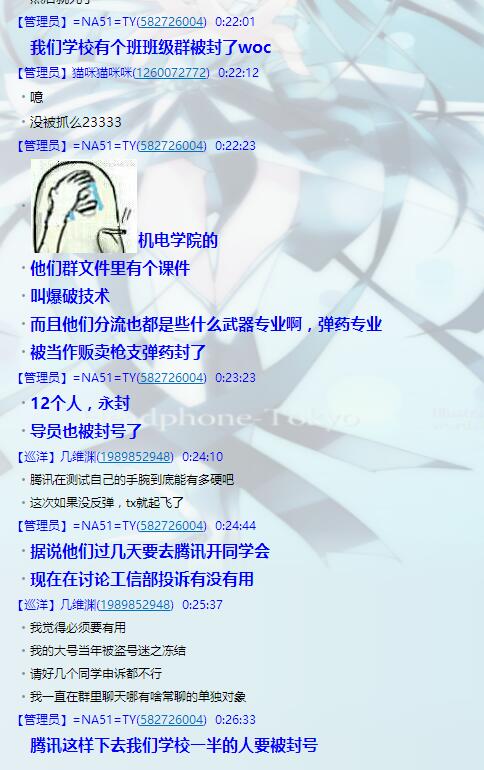 【管理员】=NA51=TY(582726004) 0:22:01
我们学校有个班班级群被封了woc
【管理员】猫咪猫咪咪(1260072772) 0:22:12
噫
没被抓么23333
【管理员】=NA51=TY(582726004) 0:22:23
机电学院的
他们群文件里有个课件
叫爆破技术
而且他们分流也都是些什么武器专业啊，弹药专业
被当作贩卖枪支弹药封了
【管理员】=NA51=TY(582726004) 0:23:23
12个人，永封
dphone-Tokyo
导员也被封号了
【巡洋】几维渊(1989852948) 0:24:10
腾讯在测试自己的手腕到底能有多硬吧
这次如果没反弹，tx就起飞了
【管理员】=NA51=TY(582726004) 0:24:44
据说他们过几天要去腾讯开同学会
现在在讨论工信部投诉有没有用
【巡洋】几维渊(1989852948) 0:25:37
我觉得必须要有用
我的大号当年被盗号迷之冻结
请好几个同学申诉都不行
我一直在群里聊天哪有啥常聊的单独对象
【管理员】=NA51=TY(582726004) 0:26:33
腾讯这样下去我们学校一半的人要被封号